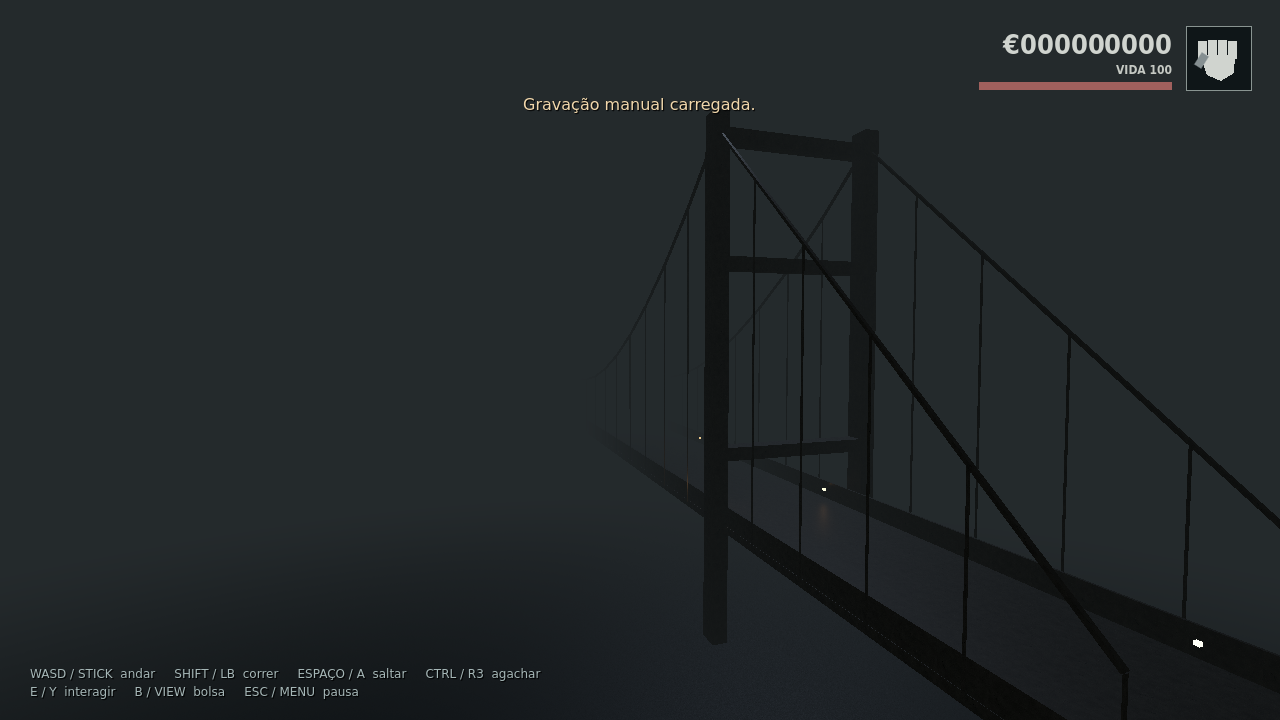 €000000000
VIDA 100
Gravação manual carregada.
WASD / STICK andar SHIFT / LB correr ESPAÇO / A saltar CTRL / R3 agachar
E / Y interagir B / VIEW bolsa ESC / MENU pausa